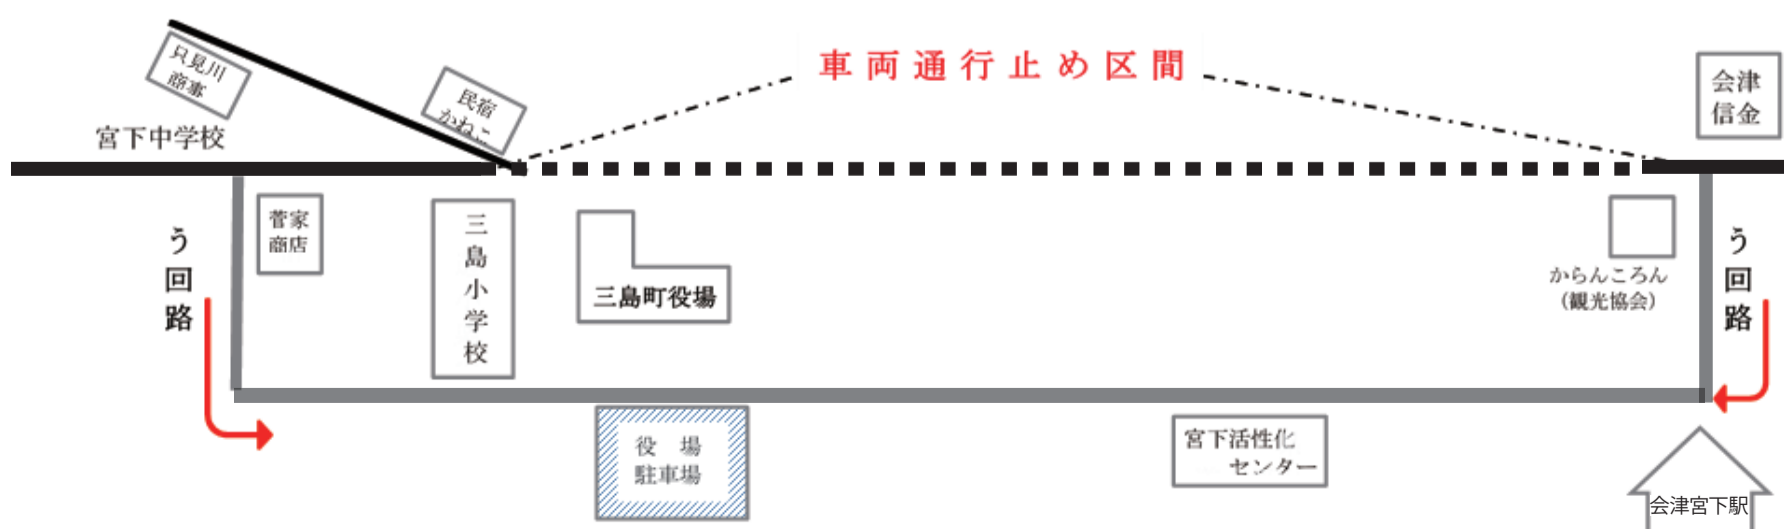 車両通行止め区間
只見川
商事
民宿
かねこ
会津
信金
宮下中学校
う回路
菅家
商店
三島小学校
三島町役場
からんころん
（観光協会）
う回路
役　場
駐車場
宮下活性化
センター
会津宮下駅